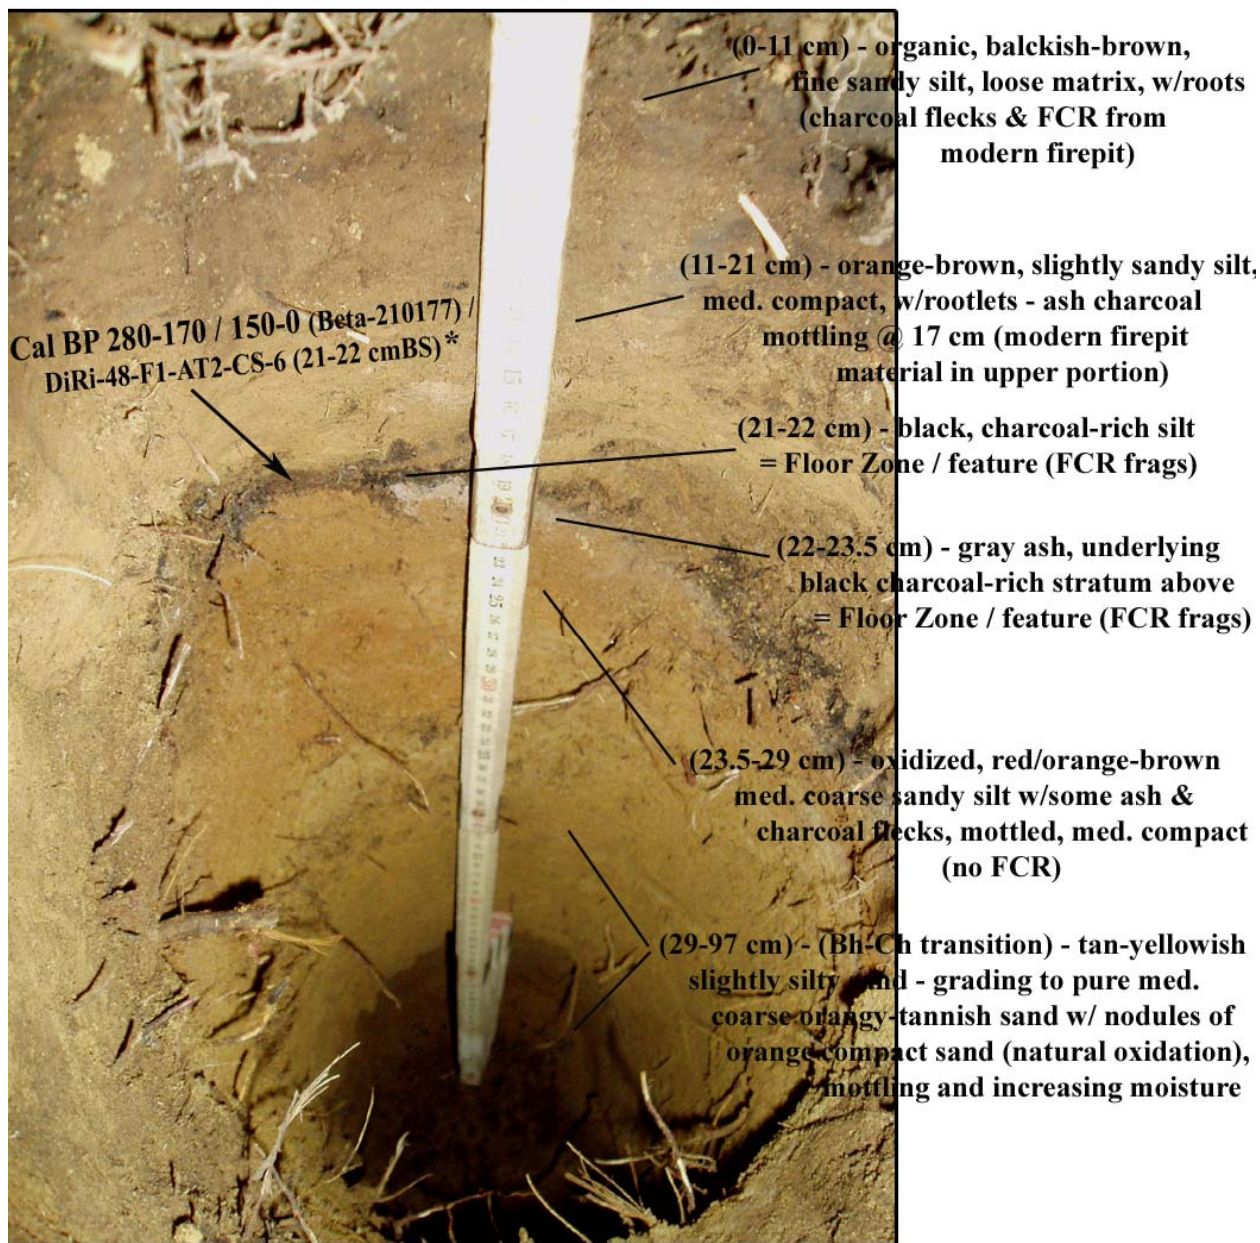 (0-11 cm) - organic, balckish-brown,
fine sandy silt, loose matrix, w/roots
(charcoal flecks & FCR from
modern firepit)
(11-21 cm) - orange-brown, slightly sandy silt,
med. compact, w/rootlets - ash charcoal
mottling @ 17 cm (modern firepit
material in upper portion)
Cal BP 280-170 / 150-0 (Beta-210177) /
DiRi-48-F1-AT2-CS-6 (21-22 cmBS)*
(21-22 cm) - black, charcoal-rich silt
= Floor Zone / feature (FCR frags)
(22-23.5 cm) - gray ash, underlying
black charcoal-rich stratum above
= Floor Zone / feature (FCR frags)
(23.5-29 cm) - oxidized, red/orange-brown
med. coarse sandy silt w/some ash &
charcoal flecks, mottled, med. compact
(no FCR)
(29-97 cm) - (Bh-Ch transition) - tan-yellowish
slightly silty sand - grading to pure med.
coarse orangy-tannish sand w/ nodules of
orange compact sand (natural oxidation),
mottling and increasing moisture